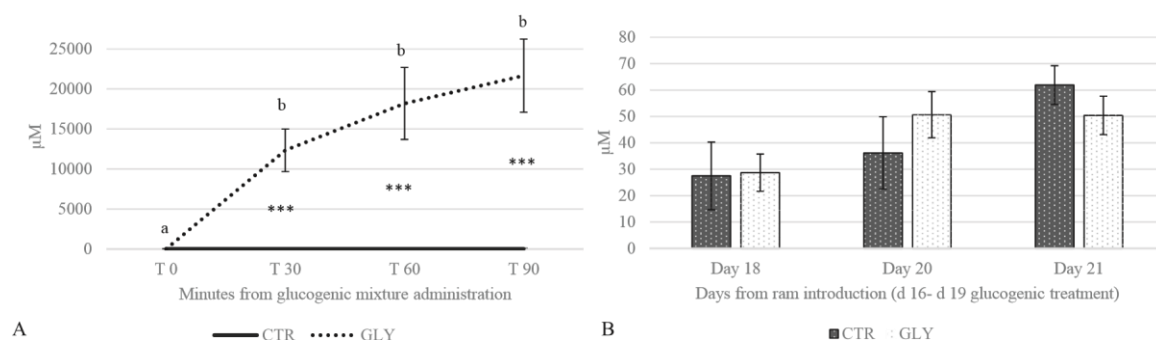 b
b
b
25000
20000
15000
10000
5000
0
μM
a
***
***
***
T 0 T 30 T 60 T 90
Minutes from glucogenic mixture administration
A
CTR GLY
80
70
60
50
40
30
20
10
0
μM
Day 18 Day 20 Day 21
Days from ram introduction (d 16- d 19 glucogenic treatment)
B
CTR GLY